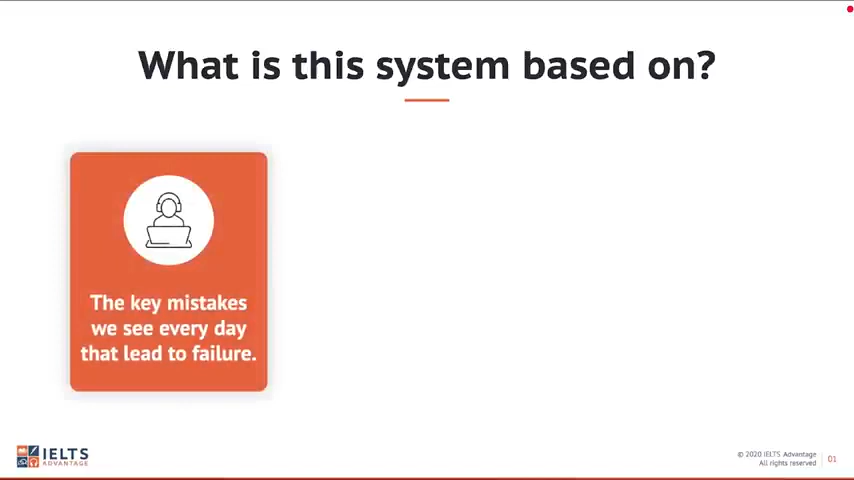 What is this system based on?
The key mistakes
we see every day
that lead to failure.
IELTS
ADVANTAGE
© 2020 IELTS Advantage
All rights reserved
01